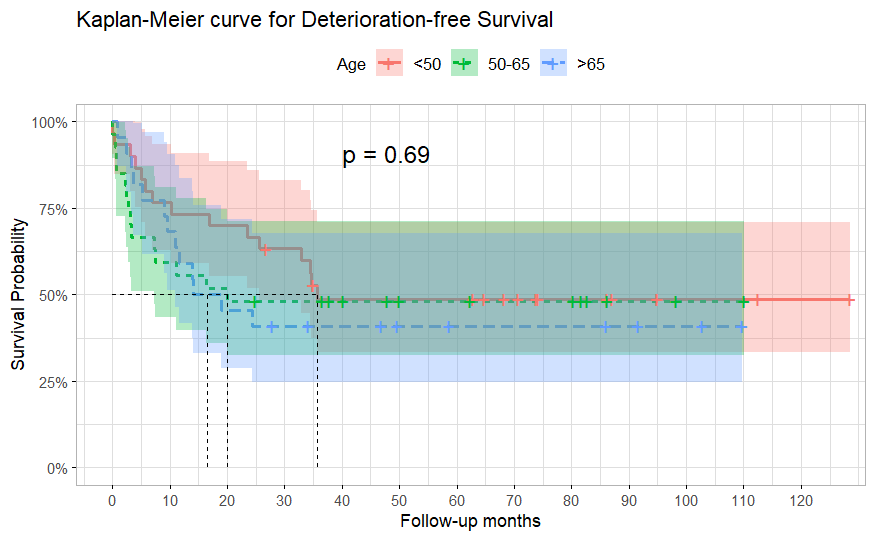 Kaplan-Meier curve for Deterioration-free Survival
Age <50 50-65 >65
p = 0.69
Survival Probability
100%
75%
50%
25%
0%
0 10 20 30 40 50 60 70 80 90 100 110 120
Follow-up months